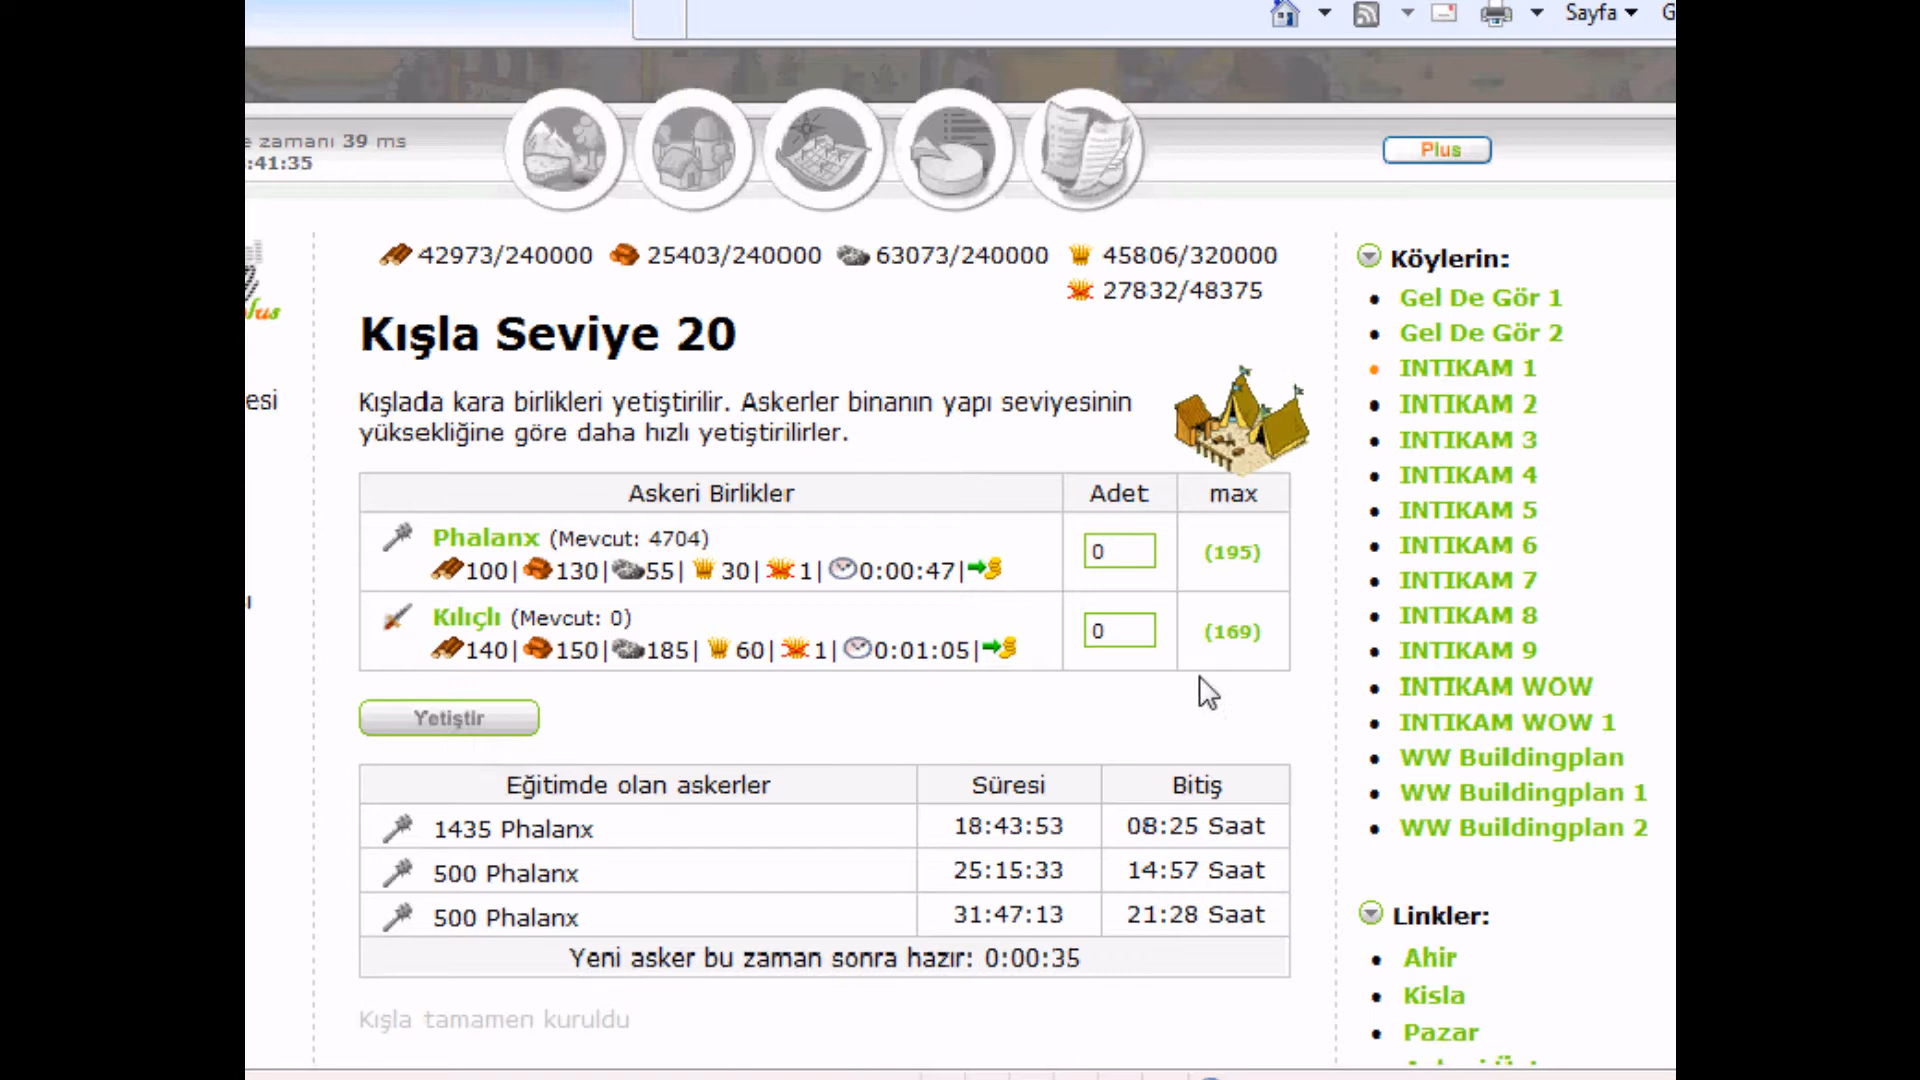 Sayfa
e zamanı 39 ms
:41:35
Plus
42973/240000 25403/240000 63073/240000 45806/320000
27832/48375
lus
Kışla Seviye 20
esi
Kışlada kara birlikleri yetiştirilir. Askerler binanın yapı seviyesinin
yüksekliğine göre daha hızlı yetiştirilirler.
Askeri Birlikler Adet max
Phalanx (Mevcut: 4704)
100| 130| 55| 30| 1| 0:00:47|
0 (195)
Kılıçlı (Mevcut: 0)
140| 150| 185| 60| 1| 0:01:05|
0 (169)
Yetiştir
Eğitimde olan askerler Süresi Bitiş
1435 Phalanx 18:43:53 08:25 Saat
500 Phalanx 25:15:33 14:57 Saat
500 Phalanx 31:47:13 21:28 Saat
Yeni asker bu zaman sonra hazır: 0:00:35
Kışla tamamen kuruldu
Köylerin:
Gel De Gör 1
Gel De Gör 2
INTIKAM 1
INTIKAM 2
INTIKAM 3
INTIKAM 4
INTIKAM 5
INTIKAM 6
INTIKAM 7
INTIKAM 8
INTIKAM 9
INTIKAM WOW
INTIKAM WOW 1
WW Buildingplan
WW Buildingplan 1
WW Buildingplan 2
Linkler:
Ahir
Kisla
Pazar